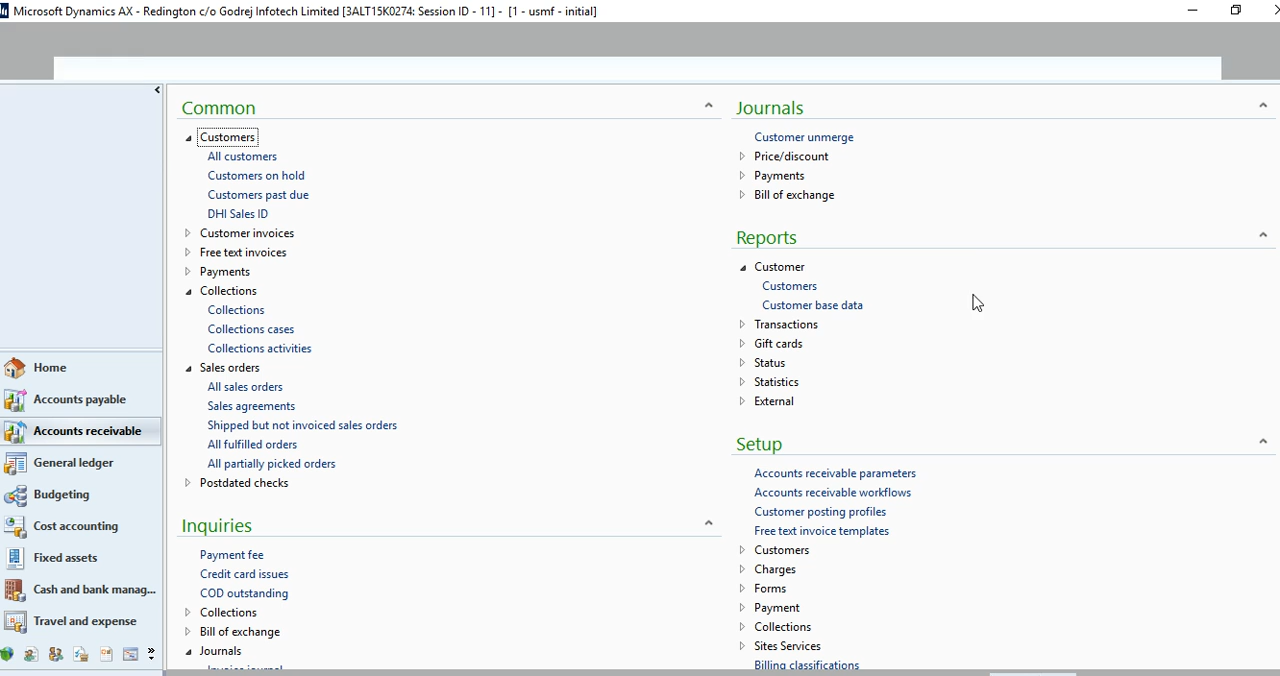 Microsoft Dynamics AX - Redington c/o Godrej Infotech Limited [3ALT15K0274: Session ID - 11] - [1 - usmf - initial]
Common
Customers
All customers
Customers on hold
Customers past due
DHI Sales ID
Customer invoices
Free text invoices
Payments
Collections
Collections
Collections cases
Collections activities
Sales orders
All sales orders
Sales agreements
Shipped but not invoiced sales orders
All fulfilled orders
All partially picked orders
Postdated checks
Inquiries
Payment fee
Credit card issues
COD outstanding
Collections
Bill of exchange
Journals
Invoice journal
Journals
Customer unmerge
Price/discount
Payments
Bill of exchange
Reports
Customer
Customers
Customer base data
Transactions
Gift cards
Status
Statistics
External
Setup
Accounts receivable parameters
Accounts receivable workflows
Customer posting profiles
Free text invoice templates
Customers
Charges
Forms
Payment
Collections
Sites Services
Billing classifications
Home
Accounts payable
Accounts receivable
General ledger
Budgeting
Cost accounting
Fixed assets
Cash and bank manag...
Travel and expense